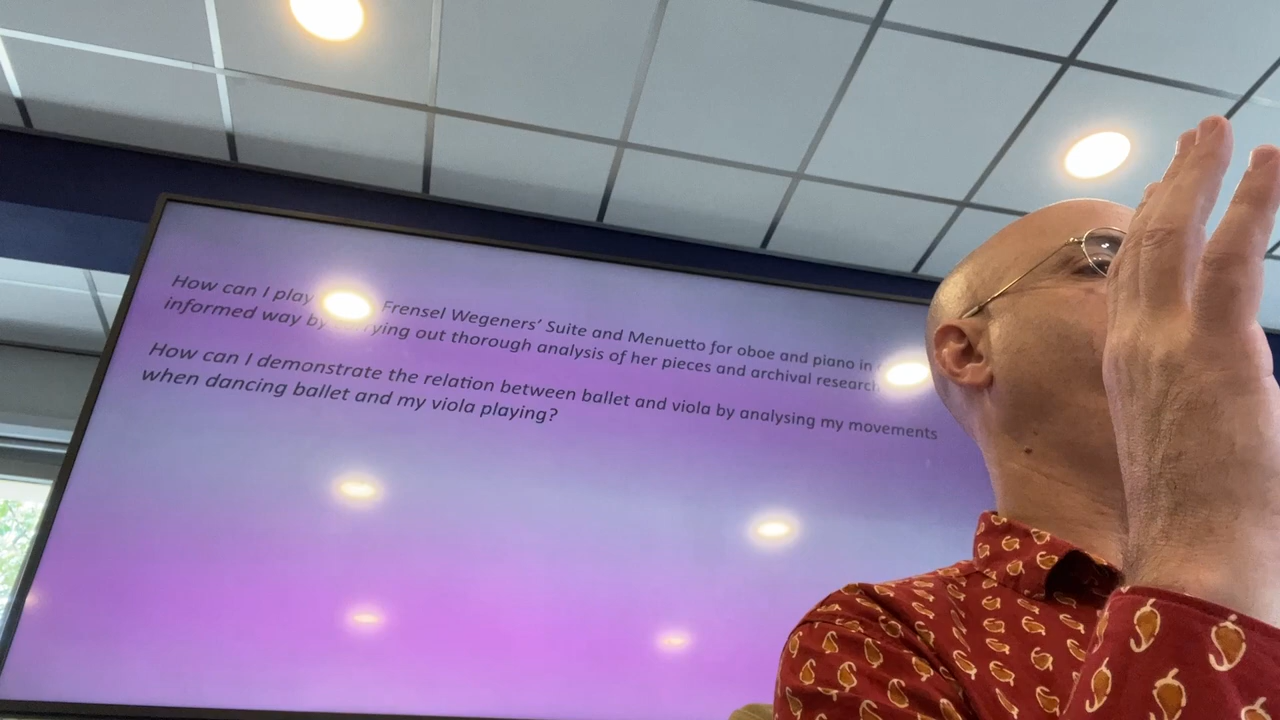 How can I play Frensel Wegeners' Suite and Menuetto for oboe and piano in
informed way by carrying out thorough analysis of her pieces and archival research
How can I demonstrate the relation between ballet and viola by analysing my movements
when dancing ballet and my viola playing?